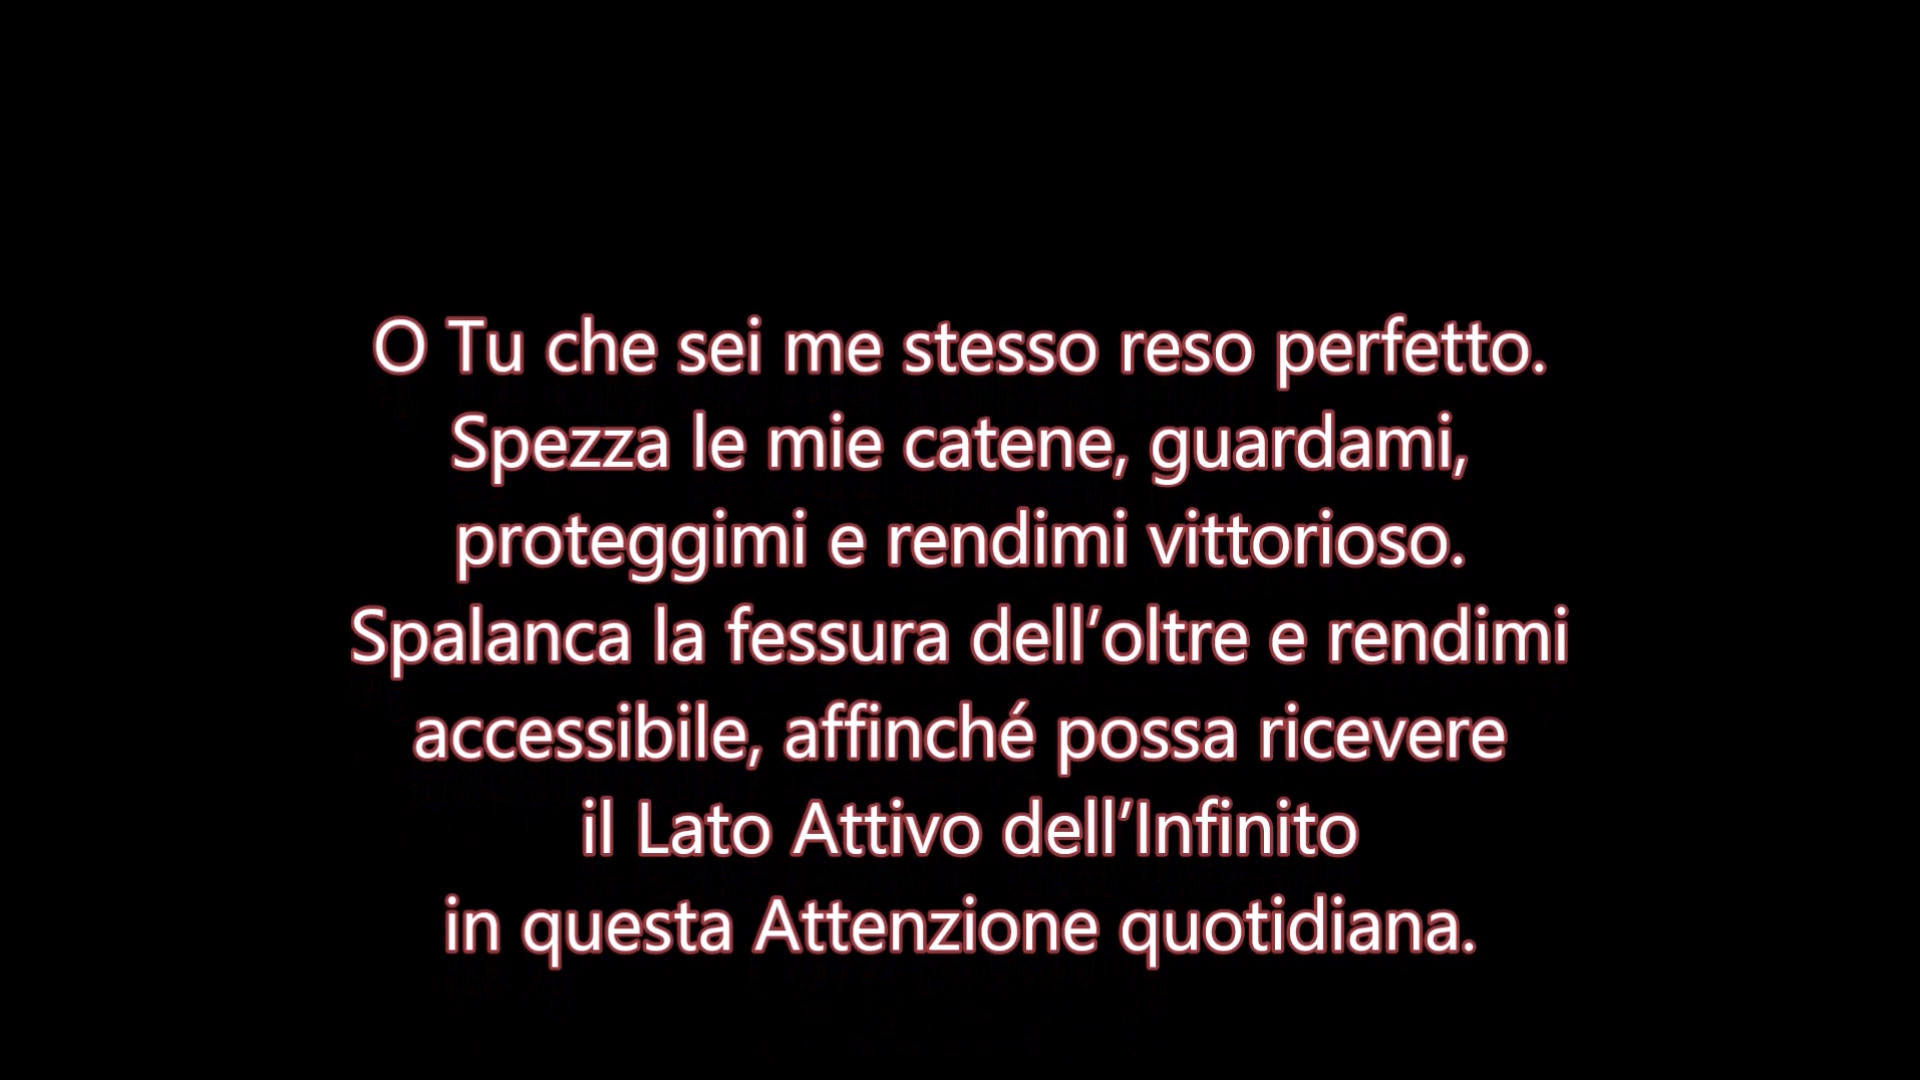 O Tu che sei me stesso reso perfetto.
Spezza le mie catene, guardami,
proteggimi e rendimi vittorioso.
Spalanca la fessura dell’oltre e rendimi
accessibile, affinché possa ricevere
il Lato Attivo dell’Infinito
in questa Attenzione quotidiana.